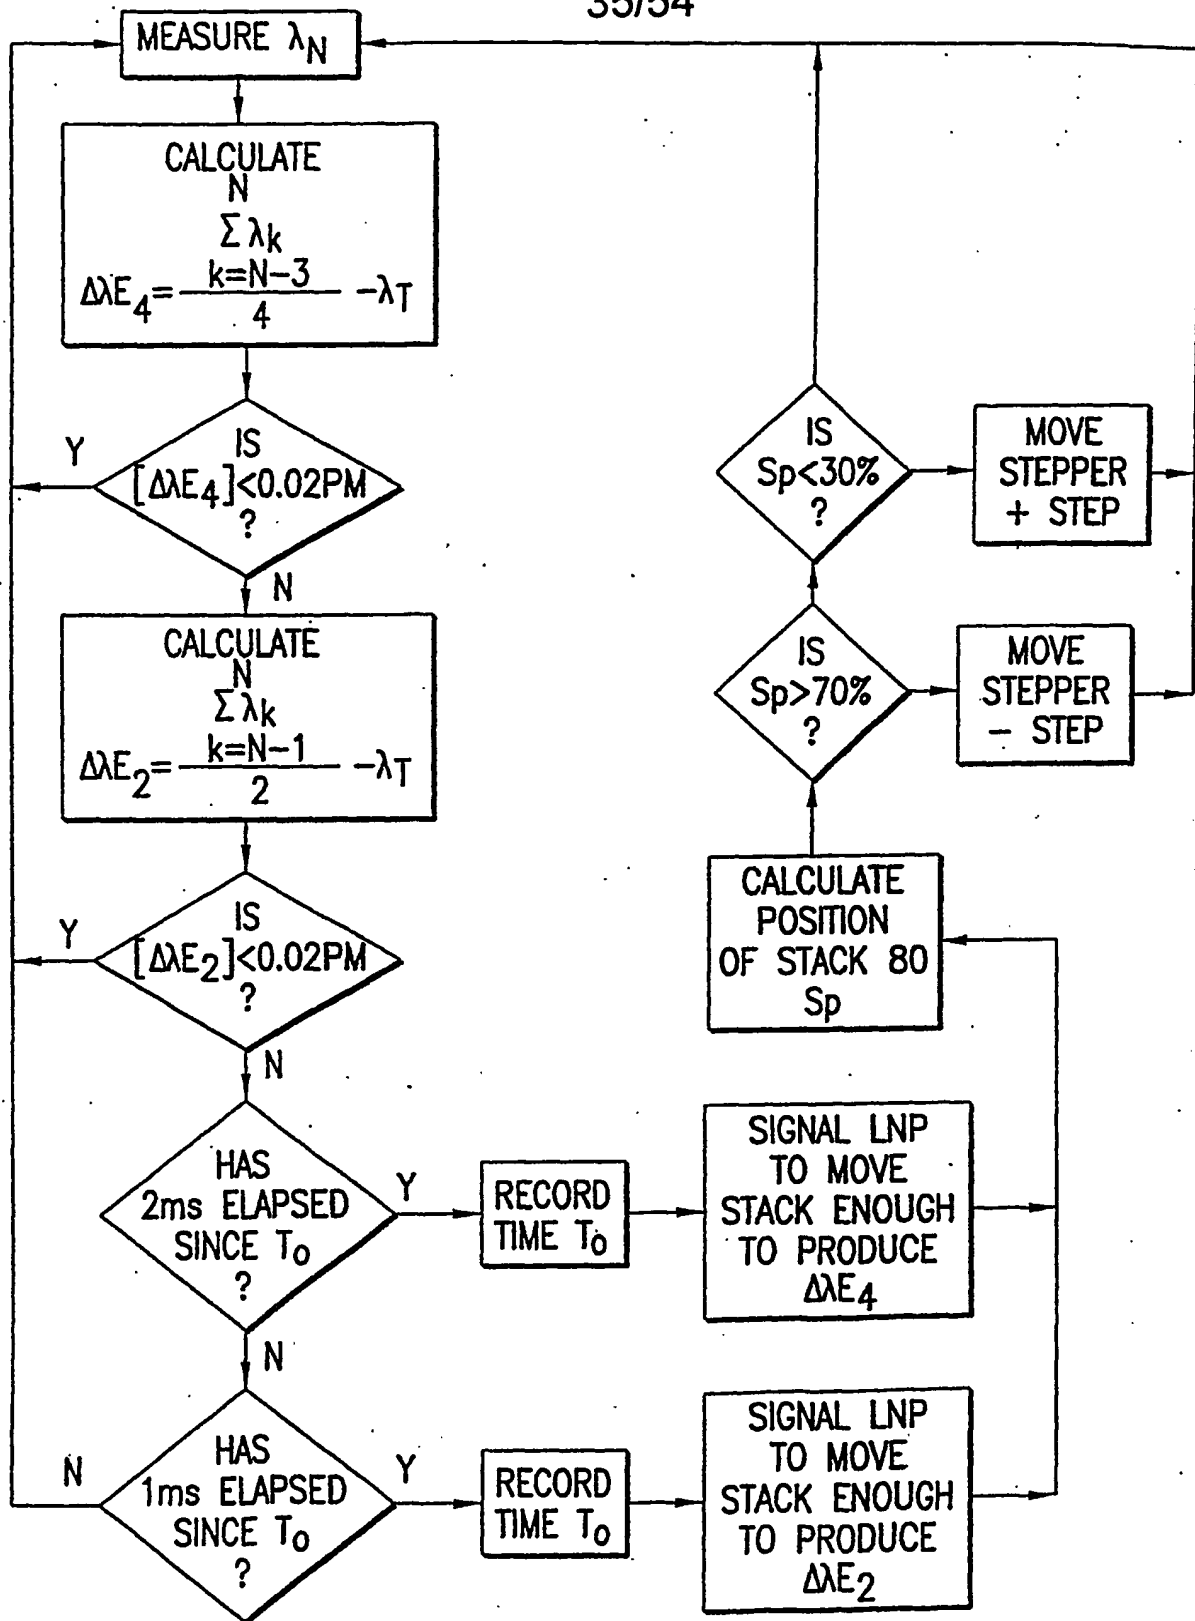 35/54
MEASURE λN
CALCULATE
N
Σ λk
k=N-3
ΔλE4= 4 -λT
IS
[ΔλE4]<0.02PM
?
Y
N
CALCULATE
N
Σ λk
k=N-1
ΔλE2= 2 -λT
IS
[ΔλE2]<0.02PM
?
Y
N
HAS
2ms ELAPSED
SINCE To
?
Y
N
RECORD
TIME To
SIGNAL LNP
TO MOVE
STACK ENOUGH
TO PRODUCE
ΔλE4
HAS
1ms ELAPSED
SINCE To
?
N
Y
RECORD
TIME To
SIGNAL LNP
TO MOVE
STACK ENOUGH
TO PRODUCE
ΔλE2
CALCULATE
POSITION
OF STACK 80
Sp
IS
Sp>70%
?
MOVE
STEPPER
- STEP
IS
Sp<30%
?
MOVE
STEPPER
+ STEP